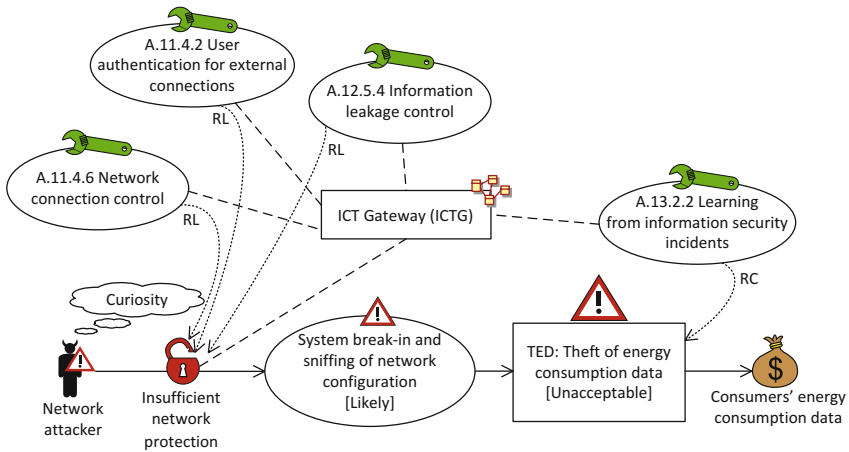 A.11.4.2 User
authentication for external
connections
RL
A.12.5.4 Information
leakage control
RL
A.11.4.6 Network
connection control
RL
ICT Gateway (ICTG)
A.13.2.2 Learning
from information security
incidents
RC
Curiosity
Network
attacker
Insufficient
network
protection
System break-in and
sniffing of network
configuration
[Likely]
TED: Theft of energy
consumption data
[Unacceptable]
$
Consumers' energy
consumption data